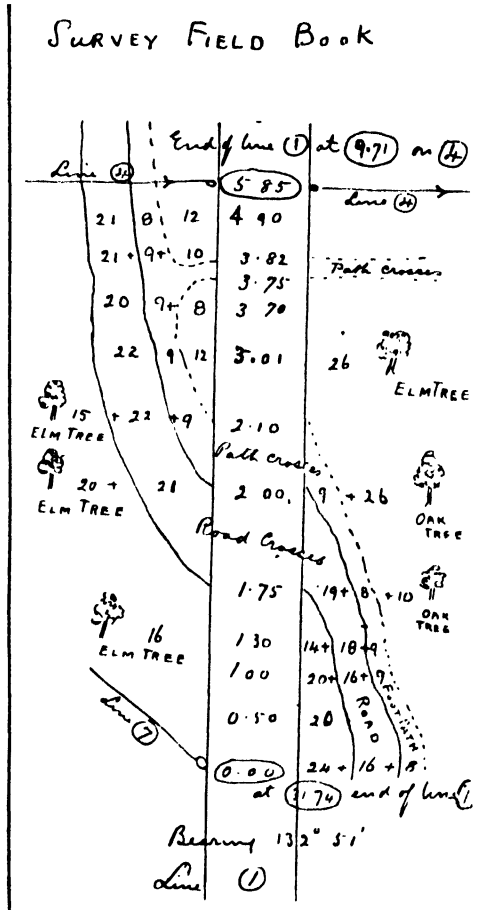 SURVEY FIELD BOOK
End of line 1 at 9.71 on 4
Line 4 5.85 Line 4
21 8 12 4.90
21 + 9 + 10 3.82 Path crosses
3.75
20 9 + 8 3.70
22 9 12 3.01 26 ELM TREE
ELM TREE 15 + 22 + 9 2.10
Path crosses
ELM TREE 20 + 21 2.00 9 + 26 OAK TREE
Road Crosses
1.75 19 + 8 + 10 OAK TREE
ELM TREE 16 1.30 14 + 18 + 9
1.00 20 + 16 + 9
0.50 20 ROAD FOOTPATH
Line 7 0.00 24 + 16 + 8
at 31.74 end of line
Bearing 132° 51'
Line 1